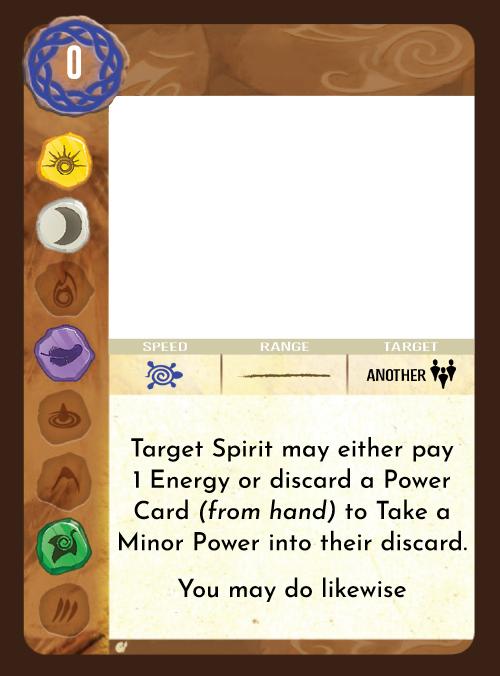 0
SPEED RANGE TARGET
ANOTHER
Target Spirit may either pay
1 Energy or discard a Power
Card (from hand) to Take a
Minor Power into their discard.
You may do likewise